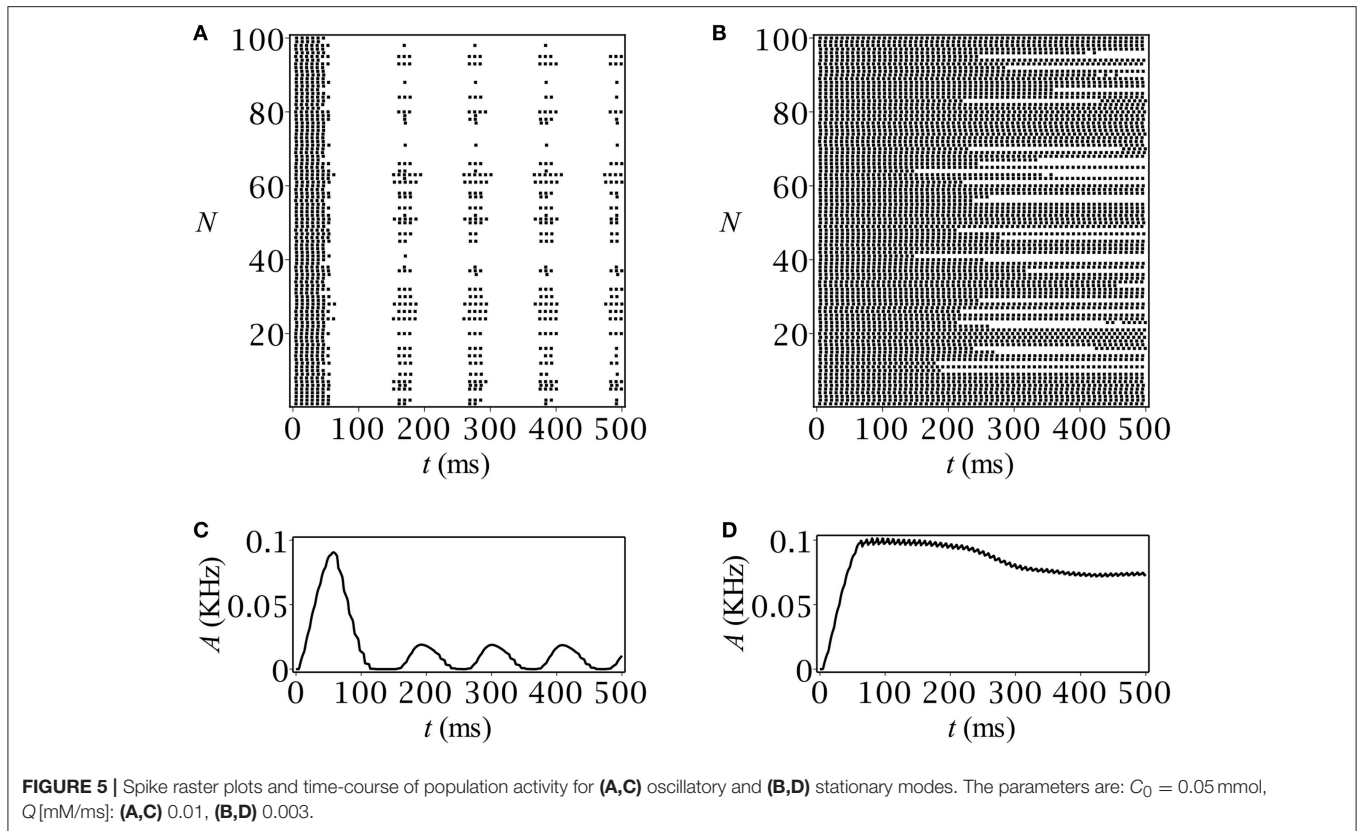 A
100
80
60
N
40
20
0 100 200 300 400 500
t (ms)
B
100
80
60
N
40
20
0 100 200 300 400 500
t (ms)
C
0.1
A (KHz)
0.05
0
0 100 200 300 400 500
t (ms)
D
0.1
A (KHz)
0.05
0
0 100 200 300 400 500
t (ms)
FIGURE 5 | Spike raster plots and time-course of population activity for (A,C) oscillatory and (B,D) stationary modes. The parameters are: C₀ = 0.05 mmol,
Q [mM/ms]: (A,C) 0.01, (B,D) 0.003.